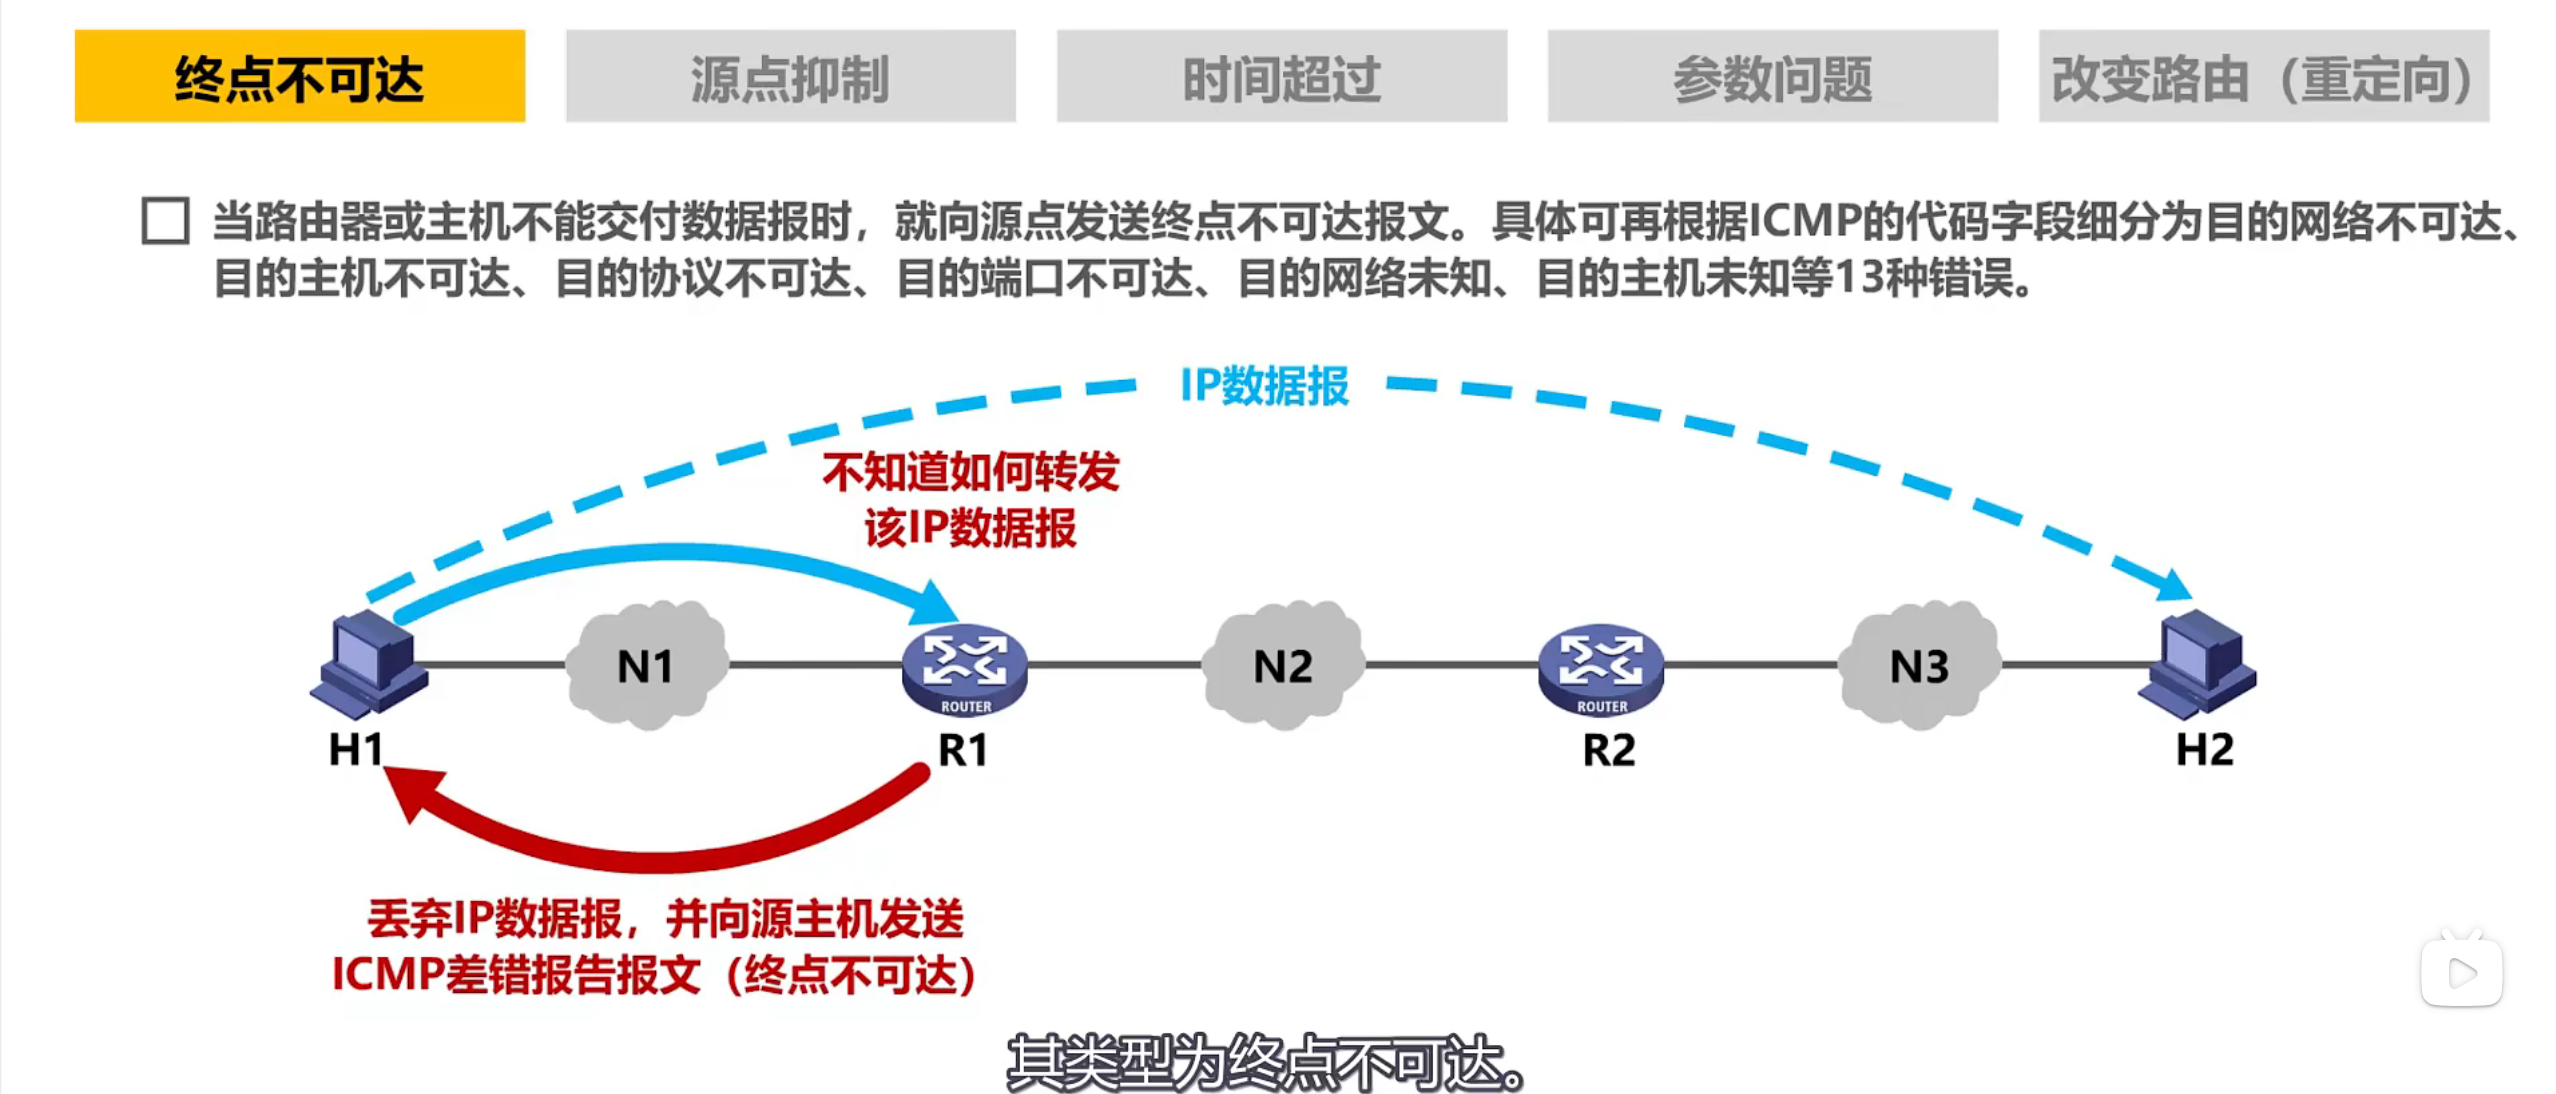 终点不可达
源点抑制
时间超过
参数问题
改变路由（重定向）
当路由器或主机不能交付数据报时，就向源点发送终点不可达报文。具体可再根据ICMP的代码字段细分为目的网络不可达、
目的主机不可达、目的协议不可达、目的端口不可达、目的网络未知、目的主机未知等13种错误。
IP数据报
不知道如何转发
该IP数据报
N1
N2
N3
ROUTER
ROUTER
H1
R1
R2
H2
丢弃IP数据报，并向源主机发送
ICMP差错报告报文（终点不可达）
其类型为终点不可达。